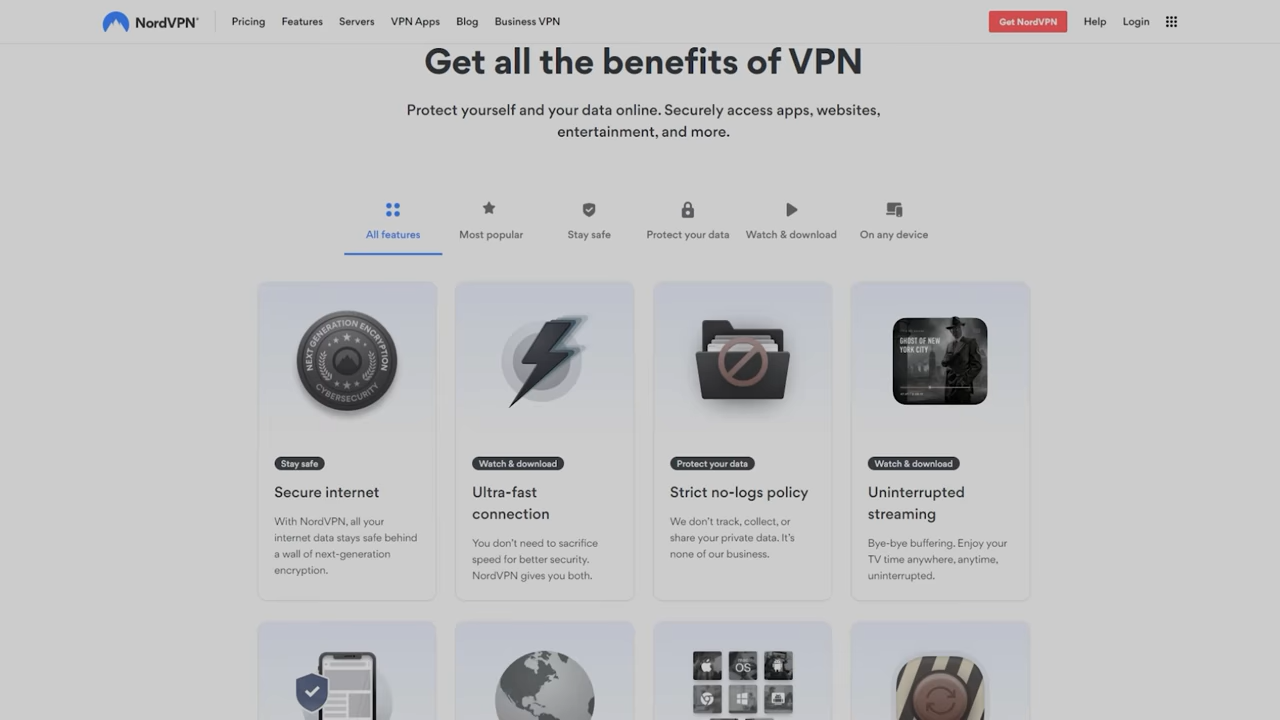 NordVPN®
Pricing
Features
Servers
VPN Apps
Blog
Business VPN
Get NordVPN
Help
Login
Get all the benefits of VPN
Protect yourself and your data online. Securely access apps, websites,
entertainment, and more.
All features
Most popular
Stay safe
Protect your data
Watch & download
On any device
NEXT GENERATION ENCRYPTION
CYBERSECURITY
Stay safe
Secure internet
With NordVPN, all your
internet data stays safe behind
a wall of next-generation
encryption.
Watch & download
Ultra-fast
connection
You don't need to sacrifice
speed for better security.
NordVPN gives you both.
Protect your data
Strict no-logs policy
We don't track, collect, or
share your private data. It's
none of our business.
GHOST OF NEW
YORK CITY
Watch & download
Uninterrupted
streaming
Bye-bye buffering. Enjoy your
TV time anywhere, anytime,
uninterrupted.
OS